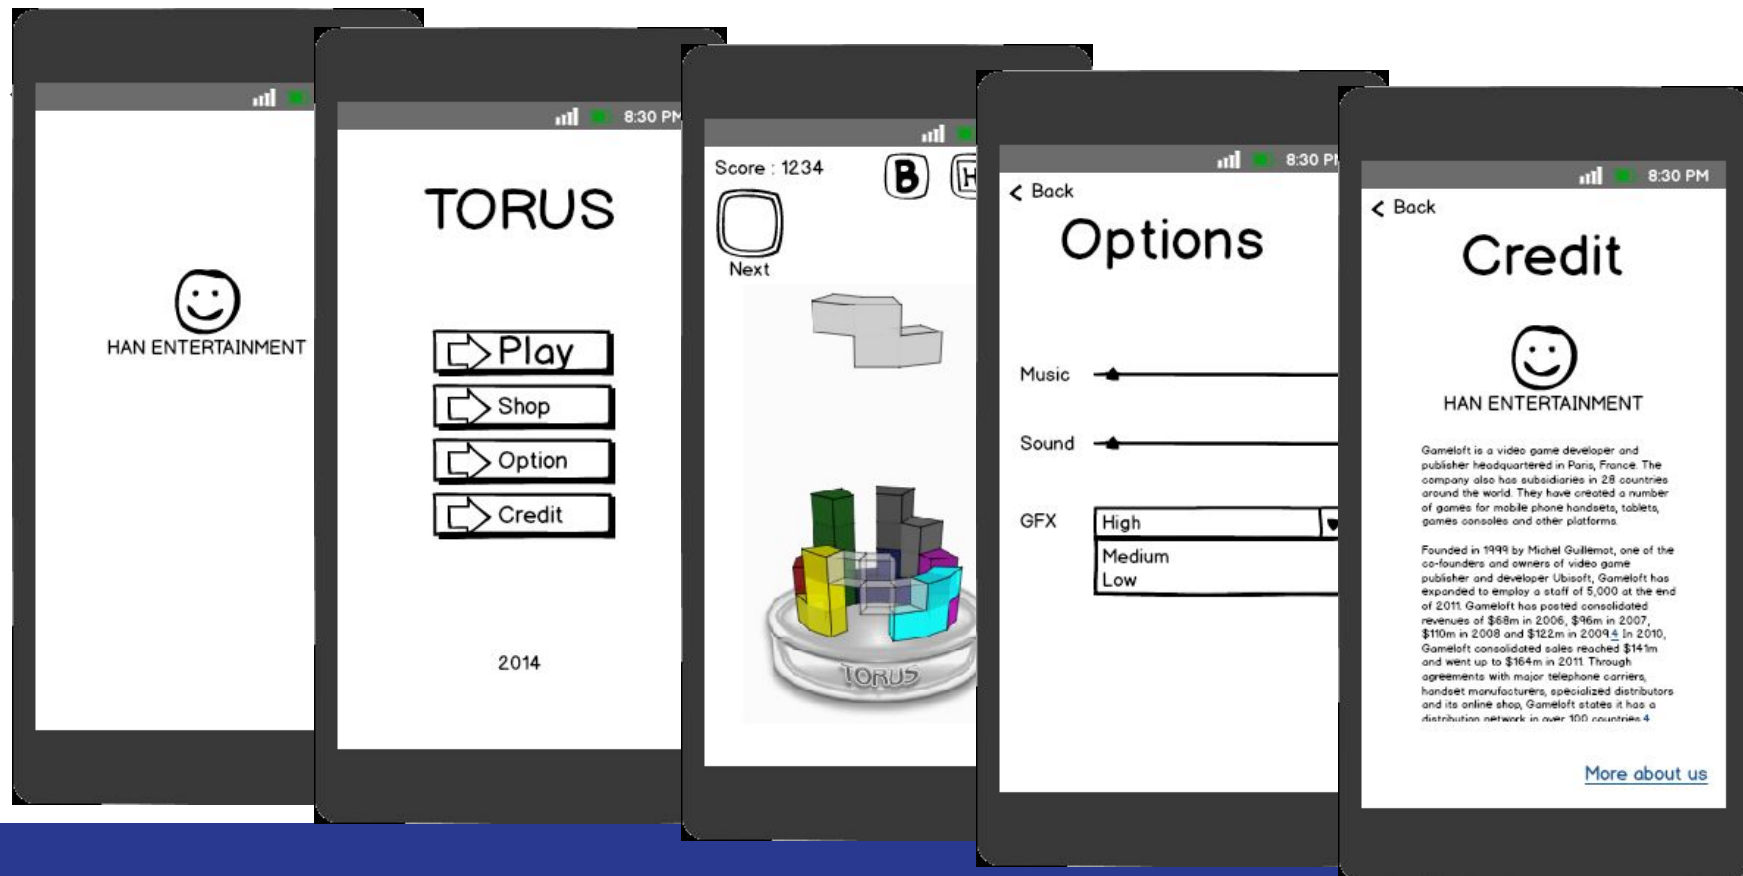 HAN ENTERTAINMENT
8:30 PM
TORUS
Play
Shop
Option
Credit
2014
Score : 1234
B
H
Next
TORUS
8:30 PM
< Back
Options
Music
Sound
GFX
High
Medium
Low
8:30 PM
< Back
Credit
HAN ENTERTAINMENT
Gameloft is a video game developer and
publisher headquartered in Paris, France. The
company also has subsidiaries in 28 countries
around the world. They have created a number
of games for mobile phone handsets, tablets,
games consoles and other platforms.
Founded in 1999 by Michel Guillemot, one of the
co-founders and owners of video game
publisher and developer Ubisoft, Gameloft has
expanded to employ a staff of 5,000 at the end
of 2011. Gameloft has posted consolidated
revenues of $68m in 2006, $96m in 2007,
$110m in 2008 and $122m in 2009.4 In 2010,
Gameloft consolidated sales reached $141m
and went up to $164m in 2011. Through
agreements with major telephone carriers,
handset manufacturers, specialized distributors
and its online shop, Gameloft states it has a
distribution network in over 100 countries.4
More about us